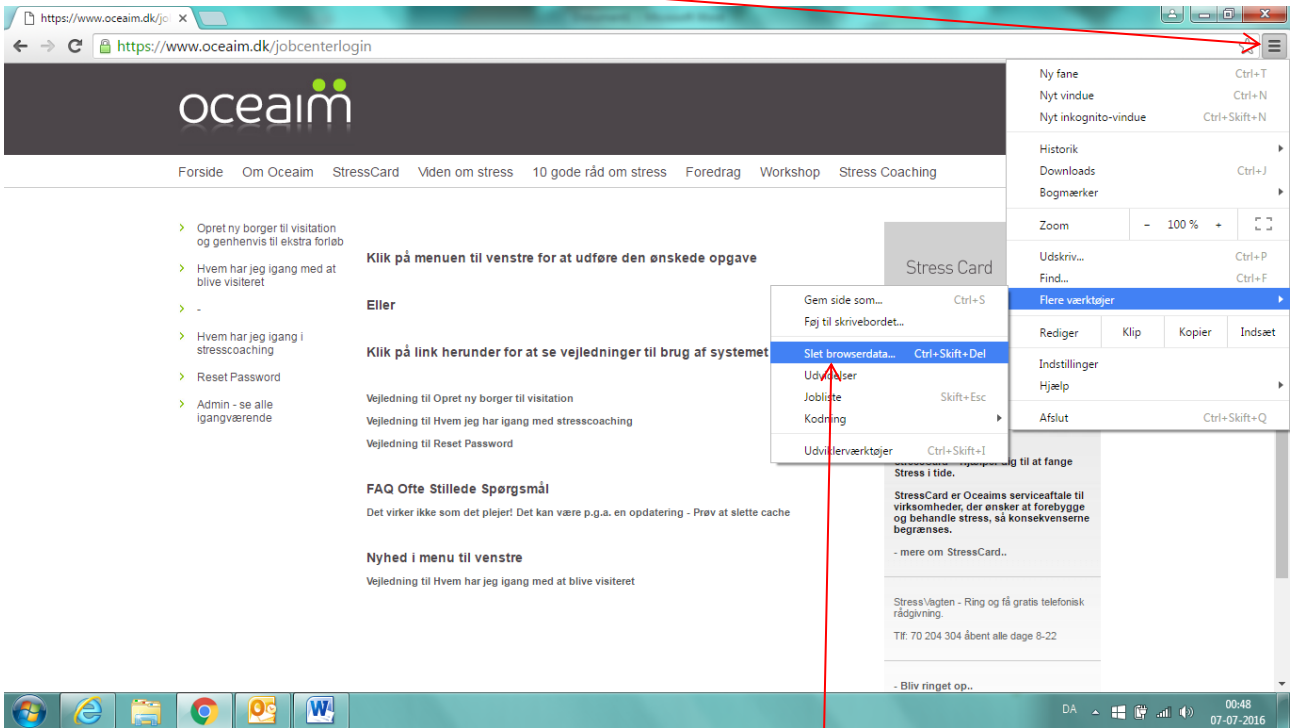 https://www.oceaim.dk/jo
https://www.oceaim.dk/jobcenterlogin
oceaim
Forside Om Oceaim StressCard Viden om stress 10 gode råd om stress Foredrag Workshop Stress Coaching
Opret ny borger til visitation
og genhenvis til ekstra forløb
Hvem har jeg igang med at
blive visiteret
-
Hvem har jeg igang i
stresscoaching
Reset Password
Admin - se alle
igangværende
Klik på menuen til venstre for at udføre den ønskede opgave
Eller
Klik på link herunder for at se vejledninger til brug af systemet
Vejledning til Opret ny borger til visitation
Vejledning til Hvem jeg har igang med stresscoaching
Vejledning til Reset Password
FAQ Ofte Stillede Spørgsmål
Det virker ikke som det plejer! Det kan være p.g.a. en opdatering - Prøv at slette cache
Nyhed i menu til venstre
Vejledning til Hvem har jeg igang med at blive visiteret
Stress Card
Gem side som... Ctrl+S
Føj til skrivebordet...
Slet browserdata... Ctrl+Skift+Del
Udvidelser
Jobliste Skift+Esc
Kodning
Udviklerværktøjer Ctrl+Skift+I
Ny fane Ctrl+T
Nyt vindue Ctrl+N
Nyt inkognito-vindue Ctrl+Skift+N
Historik
Downloads Ctrl+J
Bogmærker
Zoom - 100 % +
Udskriv... Ctrl+P
Find... Ctrl+F
Flere værktøjer
Rediger Klip Kopier Indsæt
Indstillinger
Hjælp
Afslut Ctrl+Skift+Q
dig til at fange
Stress i tide.
StressCard er Oceaims serviceaftale til
virksomheder, der ønsker at forebygge
og behandle stress, så konsekvenserne
begrænses.
- mere om StressCard..
StressVagten - Ring og få gratis telefonisk
rådgivning.
Tlf: 70 204 304 åbent alle dage 8-22
- Bliv ringet op..
DA
00:48
07-07-2016